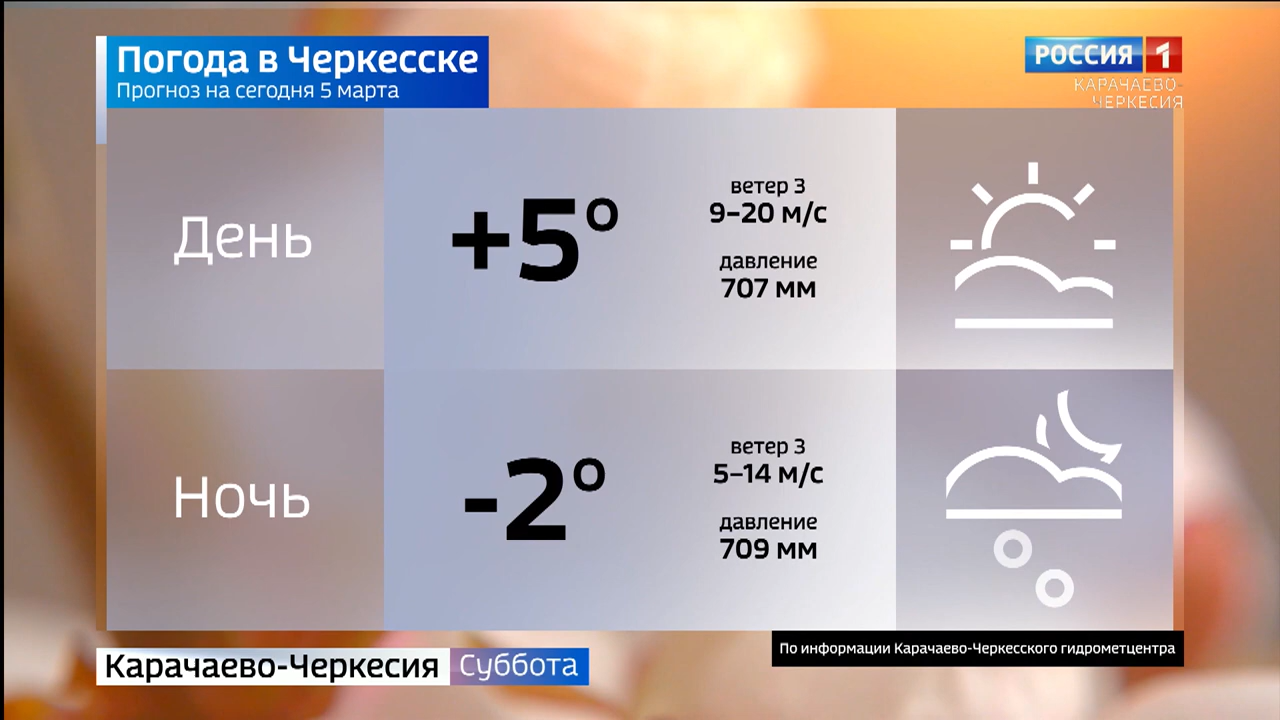 Погода в Черкесске
Прогноз на сегодня 5 марта
РОССИЯ 1
КАРАЧАЕВО-
ЧЕРКЕСИЯ
День
+5°
ветер З
9–20 м/с
давление
707 мм
Ночь
-2°
ветер З
5–14 м/с
давление
709 мм
По информации Карачаево-Черкесского гидрометцентра
Карачаево-Черкесия Суббота